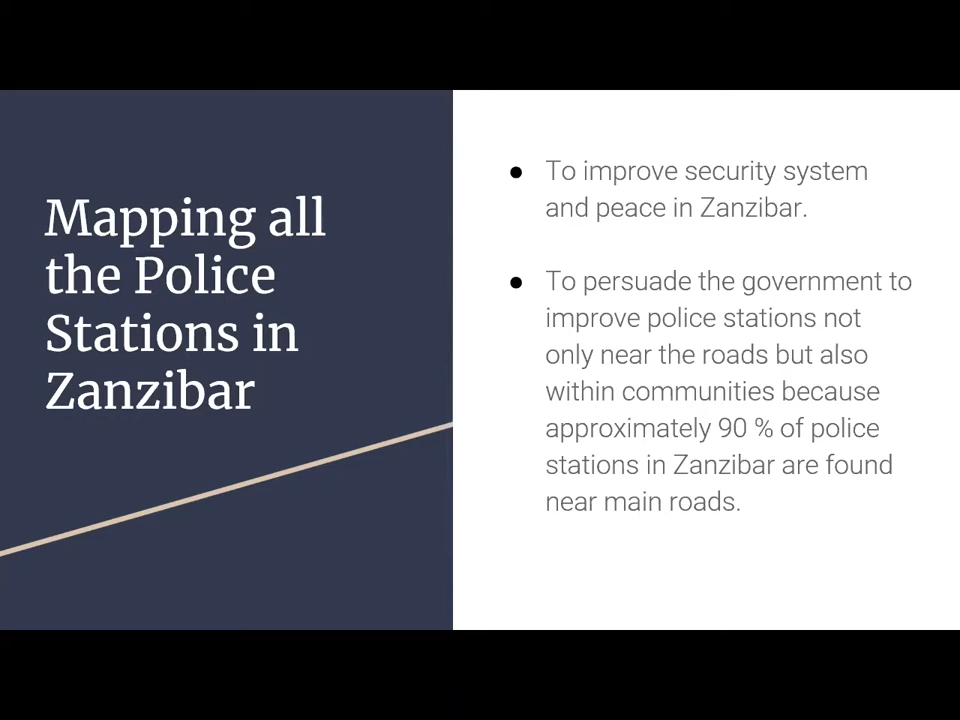 Mapping all
the Police
Stations in
Zanzibar
● To improve security system
and peace in Zanzibar.
● To persuade the government to
improve police stations not
only near the roads but also
within communities because
approximately 90 % of police
stations in Zanzibar are found
near main roads.